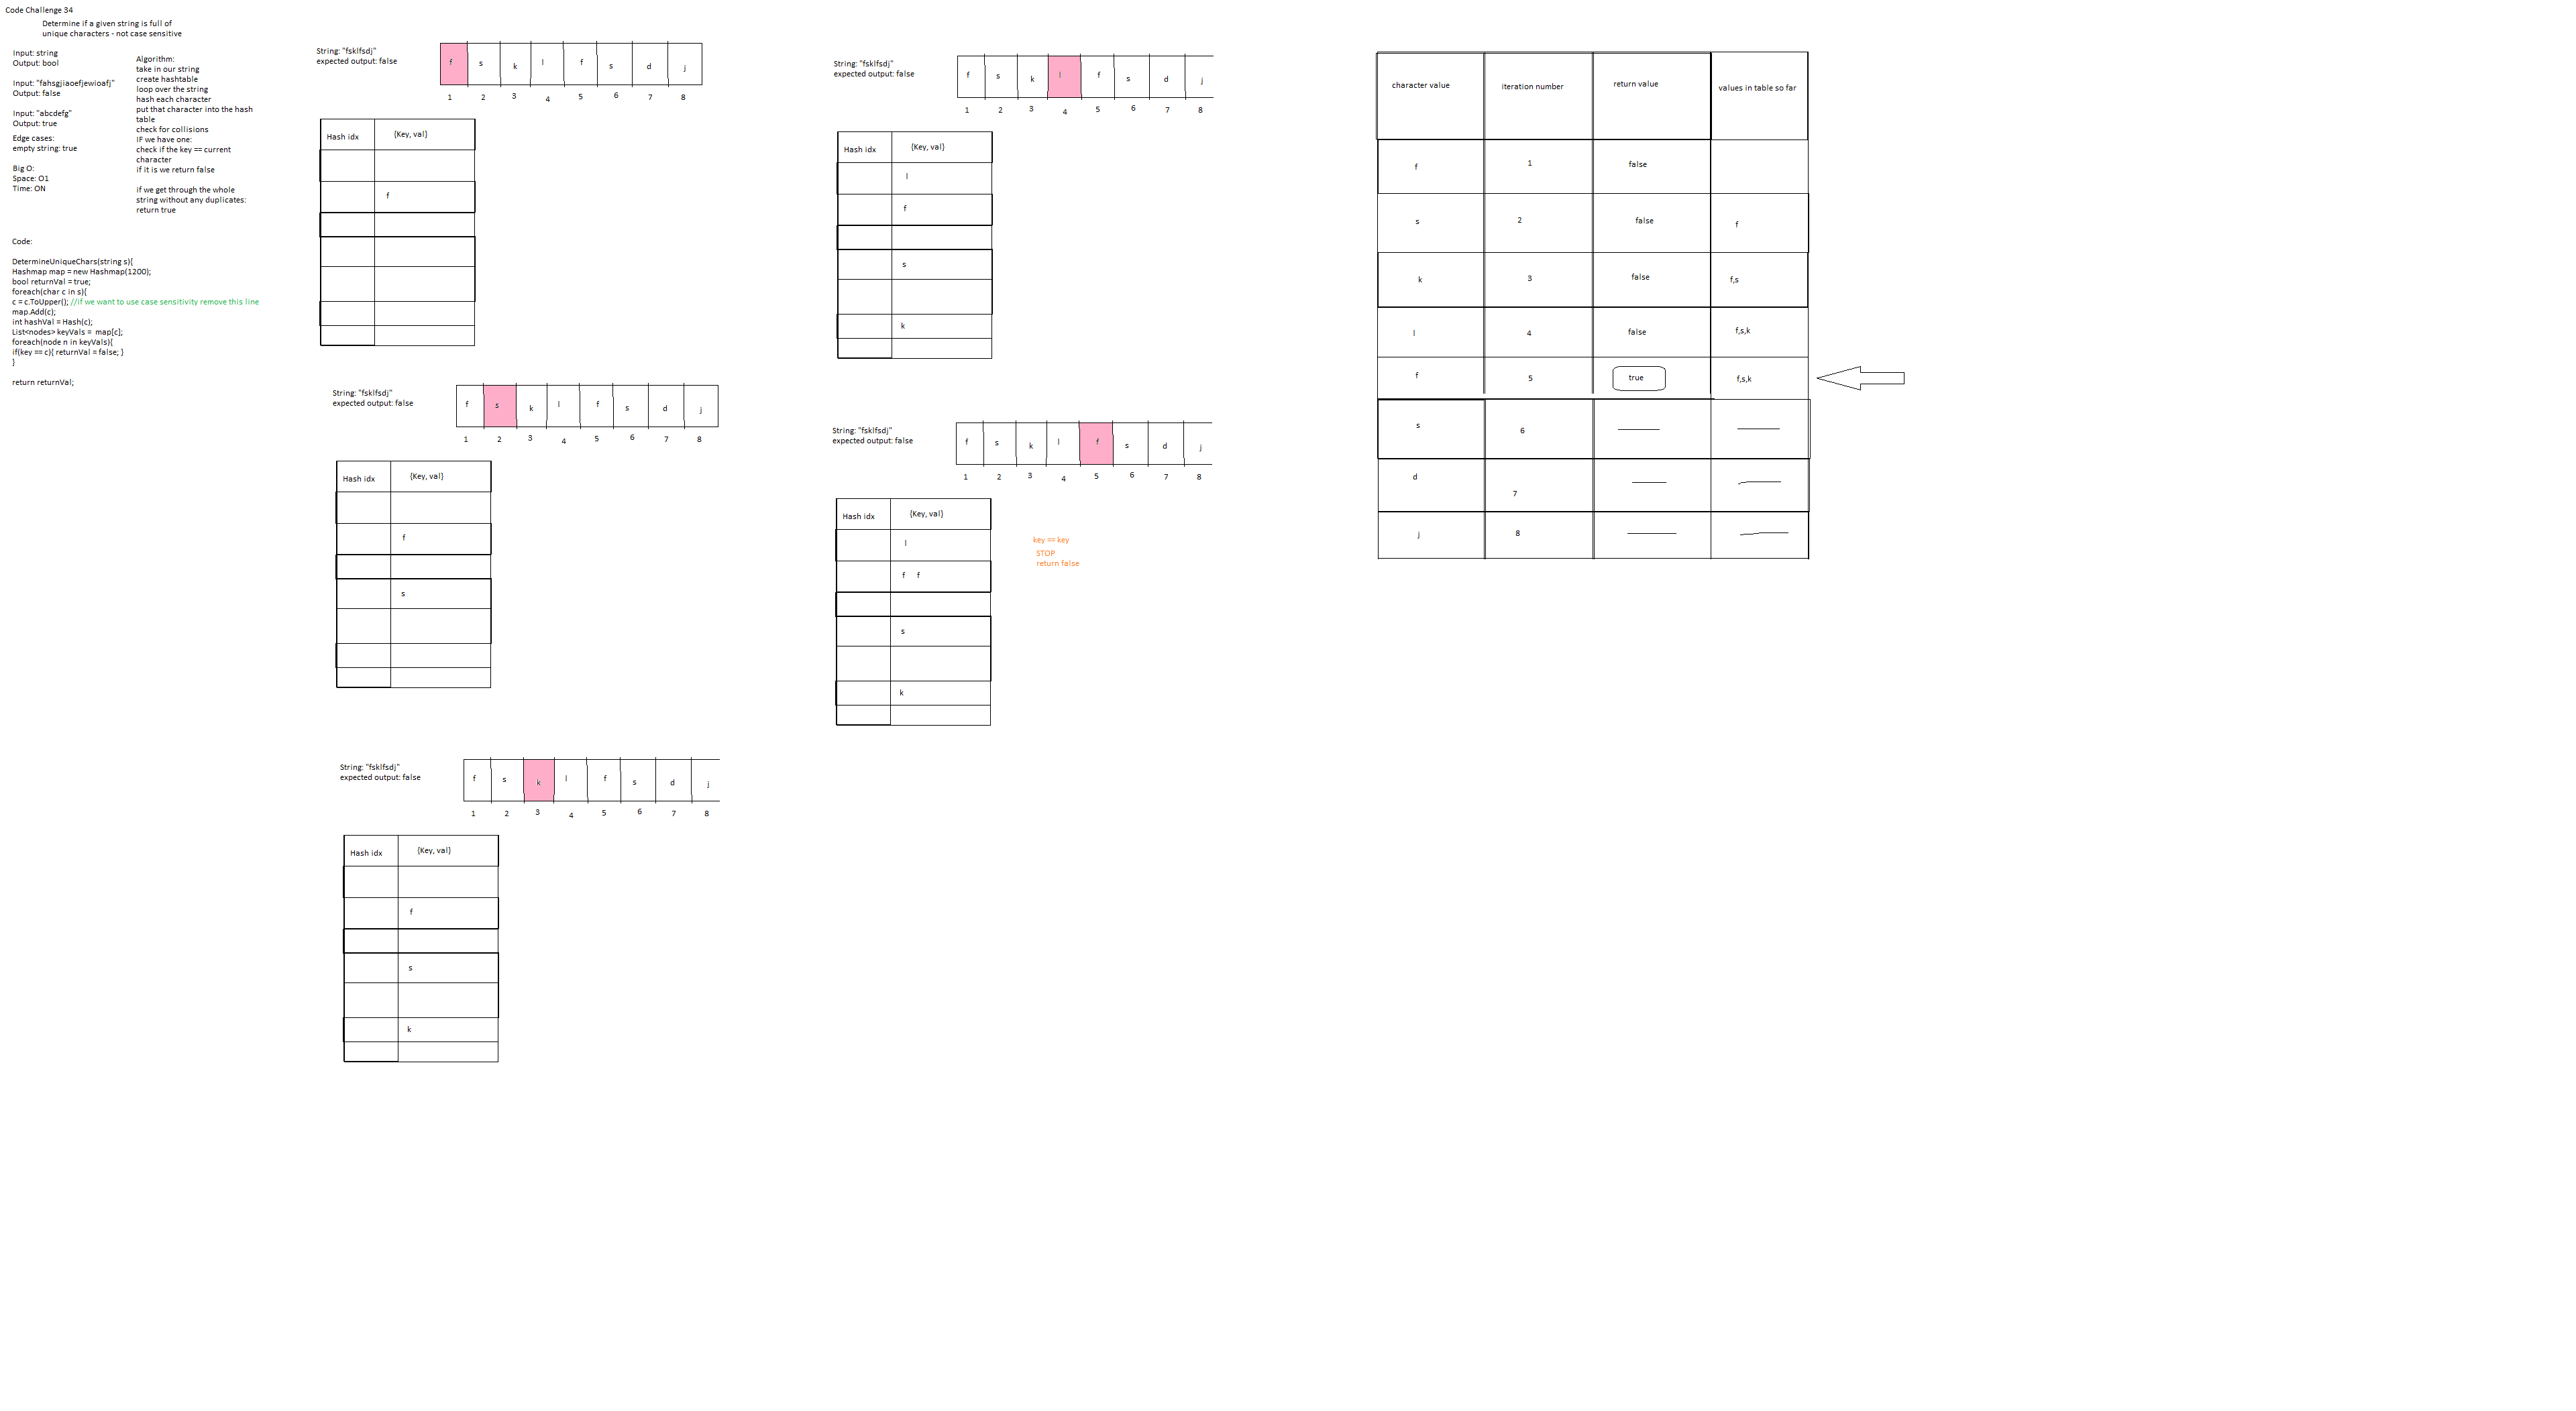 Code Challenge 34
Determine if a given string is full of
unique characters - not case sensitive
Input: string
Output: bool
Input: "fahsgjiaoefjewioafj"
Output: false
Input: "abcdefg"
Output: true
Edge cases:
empty string: true
Big O:
Space: O1
Time: ON
Algorithm:
take in our string
create hashtable
loop over the string
hash each character
put that character into the hash
table
check for collisions
IF we have one:
check if the key == current
character
if it is we return false
if we get through the whole
string without any duplicates:
return true
Code:
DetermineUniqueChars(string s){
Hashmap map = new Hashmap(1200);
bool returnVal = true;
foreach(char c in s){
c = c.ToUpper(); //if we want to use case sensitivity remove this line
map.Add(c);
int hashVal = Hash(c);
List<nodes> keyVals = map[c];
foreach(node n in keyVals){
if(key == c){ returnVal = false; }
}
return returnVal;
String: "fsklfsdj"
expected output: false
f s k l f s d j
1 2 3 4 5 6 7 8
Hash idx {Key, val}
f
String: "fsklfsdj"
expected output: false
f s k l f s d j
1 2 3 4 5 6 7 8
Hash idx {Key, val}
f
s
String: "fsklfsdj"
expected output: false
f s k l f s d j
1 2 3 4 5 6 7 8
Hash idx {Key, val}
f
s
k
String: "fsklfsdj"
expected output: false
f s k l f s d j
1 2 3 4 5 6 7 8
Hash idx {Key, val}
l
f
s
k
String: "fsklfsdj"
expected output: false
f s k l f s d j
1 2 3 4 5 6 7 8
Hash idx {Key, val}
l
f f
s
k
key == key
STOP
return false
character value iteration number return value values in table so far
f 1 false
s 2 false f
k 3 false f,s
l 4 false f,s,k
f 5 true f,s,k
s 6
d 7
j 8